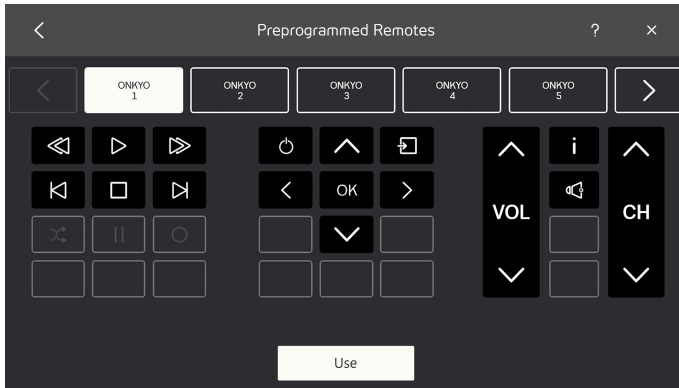 Preprogrammed Remotes
?
ONKYO
1
ONKYO
2
ONKYO
3
ONKYO
4
ONKYO
5
i
OK
VOL
CH
Use